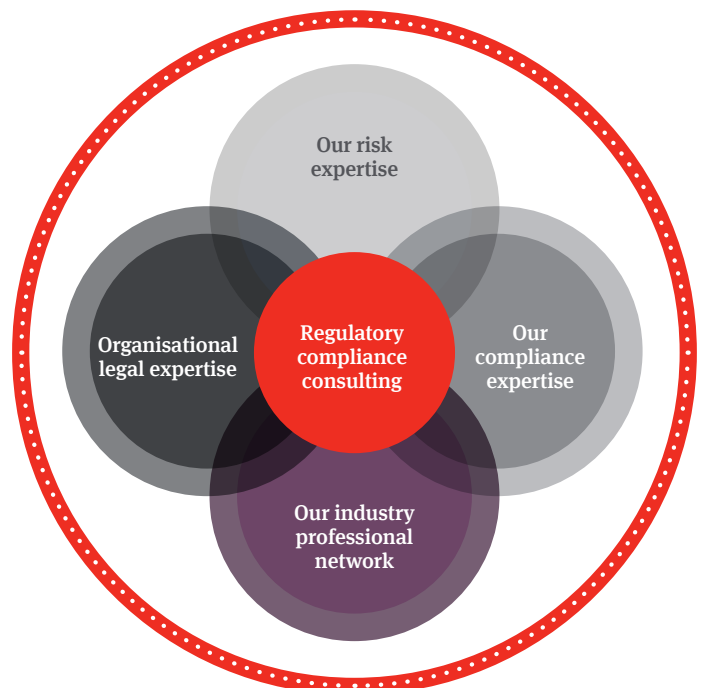 Our risk
expertise
Organisational
legal expertise
Regulatory
compliance
consulting
Our
compliance
expertise
Our industry
professional
network